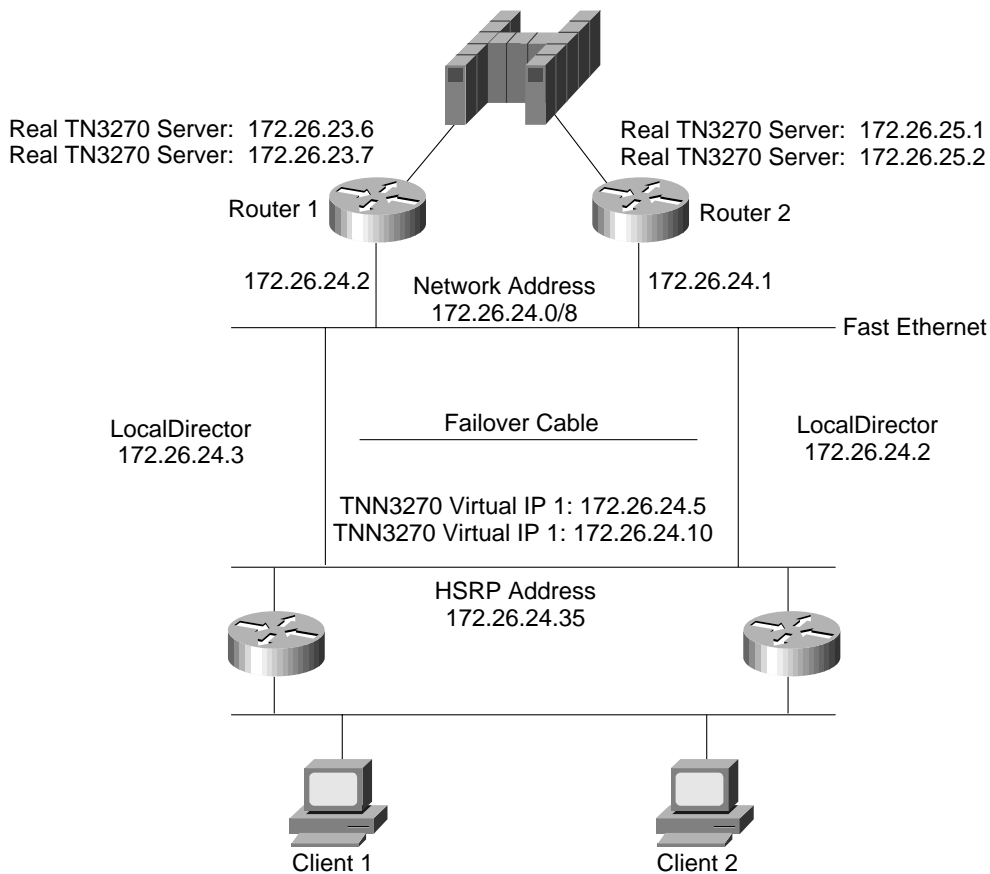 Real TN3270 Server: 172.26.23.6
Real TN3270 Server: 172.26.23.7
Real TN3270 Server: 172.26.25.1
Real TN3270 Server: 172.26.25.2
Router 1
Router 2
172.26.24.2
Network Address
172.26.24.0/8
172.26.24.1
Fast Ethernet
LocalDirector
172.26.24.3
Failover Cable
LocalDirector
172.26.24.2
TNN3270 Virtual IP 1: 172.26.24.5
TNN3270 Virtual IP 1: 172.26.24.10
HSRP Address
172.26.24.35
Client 1
Client 2